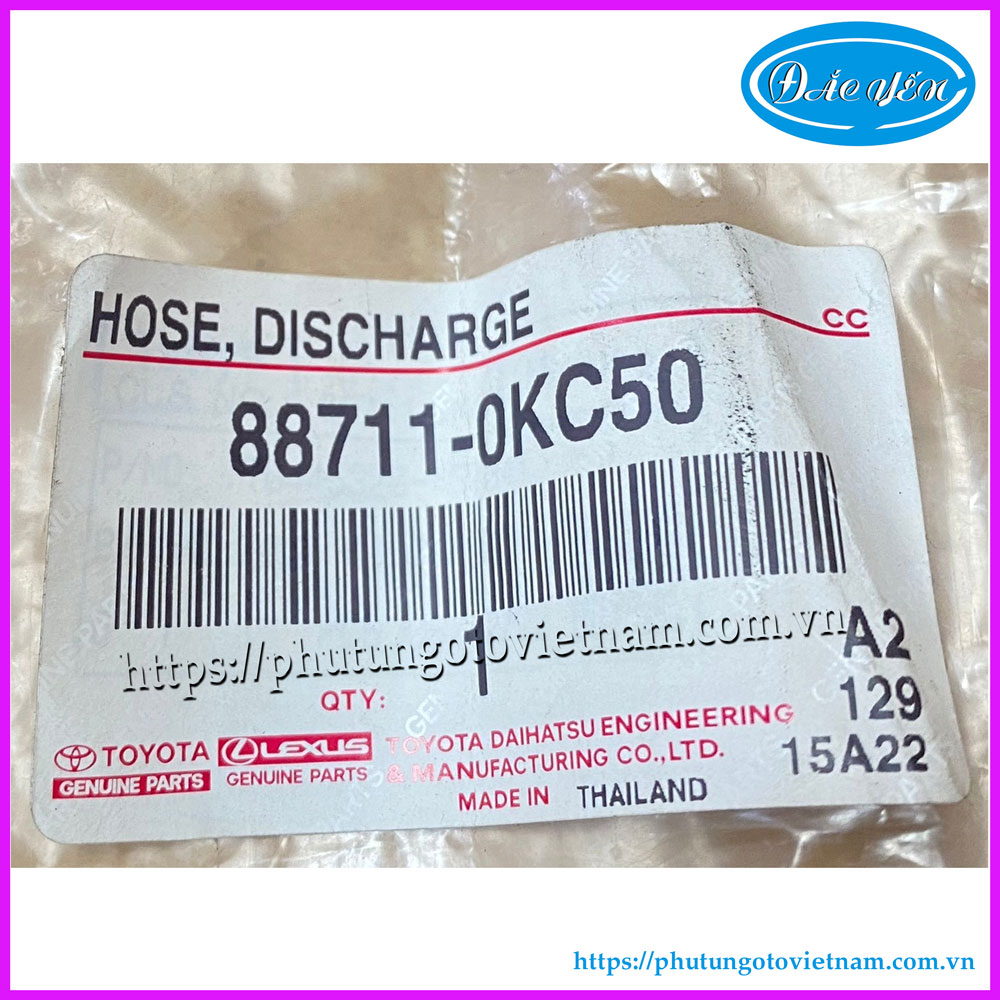 ĐẮC YẾN
HOSE, DISCHARGE
CC
88711-0KC50
https://phutungotovietnam.com.vn
1
A2
QTY:
129
TOYOTA
GENUINE PARTS
LEXUS
GENUINE PARTS
TOYOTA DAIHATSU ENGINEERING
& MANUFACTURING CO.,LTD.
15A22
MADE IN THAILAND
https://phutungotovietnam.com.vn